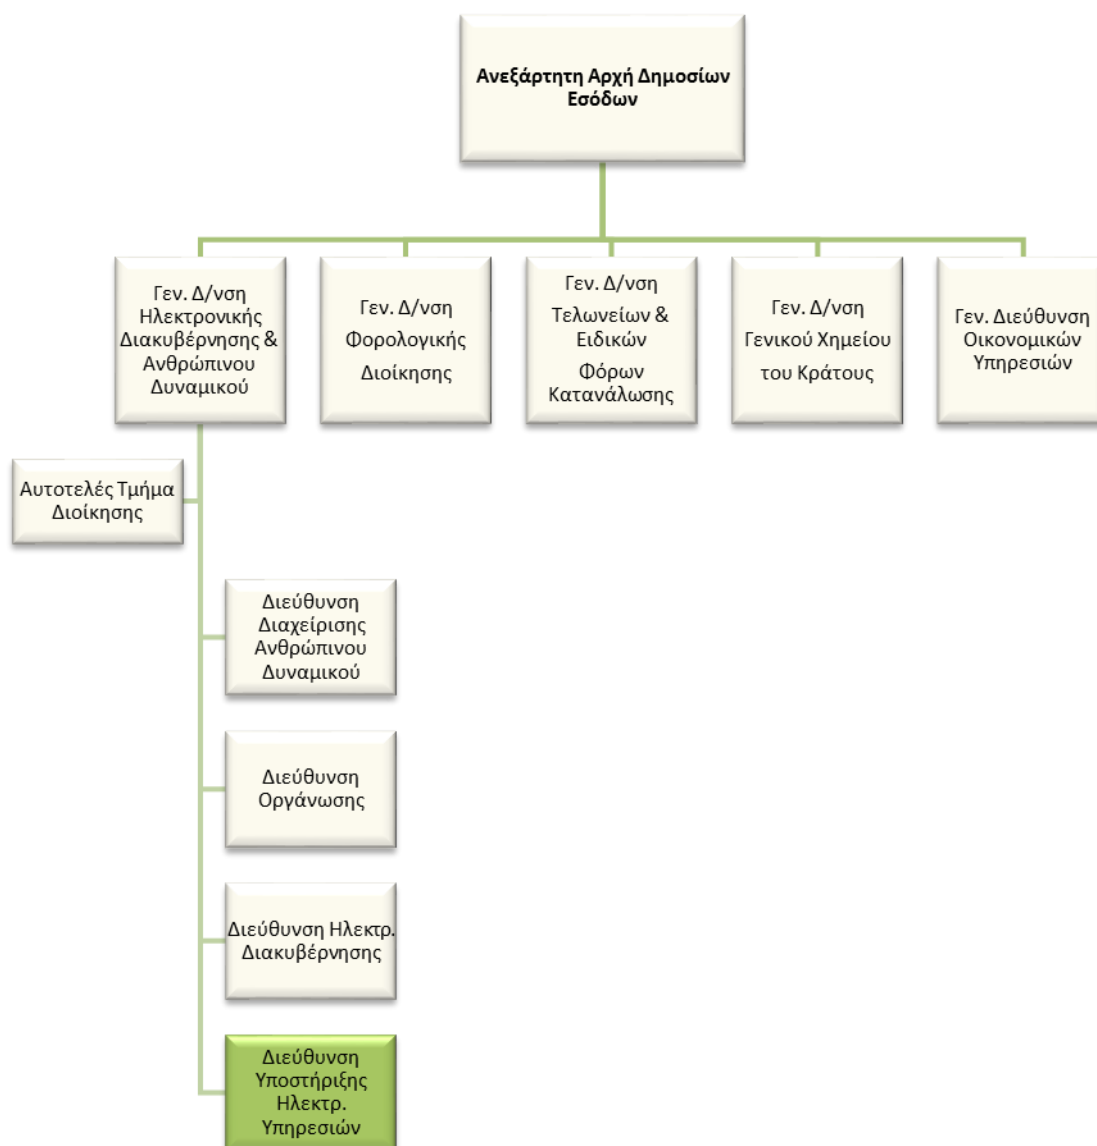 Ανεξάρτητη Αρχή Δημοσίων
Εσόδων
Γεν. Δ/νση
Ηλεκτρονικής
Διακυβέρνησης &
Ανθρώπινου
Δυναμικού
Γεν. Δ/νση
Φορολογικής
Διοίκησης
Γεν. Δ/νση
Τελωνείων &
Ειδικών
Φόρων
Κατανάλωσης
Γεν. Δ/νση
Γενικού Χημείου
του Κράτους
Γεν. Διεύθυνση
Οικονομικών
Υπηρεσιών
Αυτοτελές Τμήμα
Διοίκησης
Διεύθυνση
Διαχείρισης
Ανθρώπινου
Δυναμικού
Διεύθυνση
Οργάνωσης
Διεύθυνση Ηλεκτρ.
Διακυβέρνησης
Διεύθυνση
Υποστήριξης
Ηλεκτρ.
Υπηρεσιών